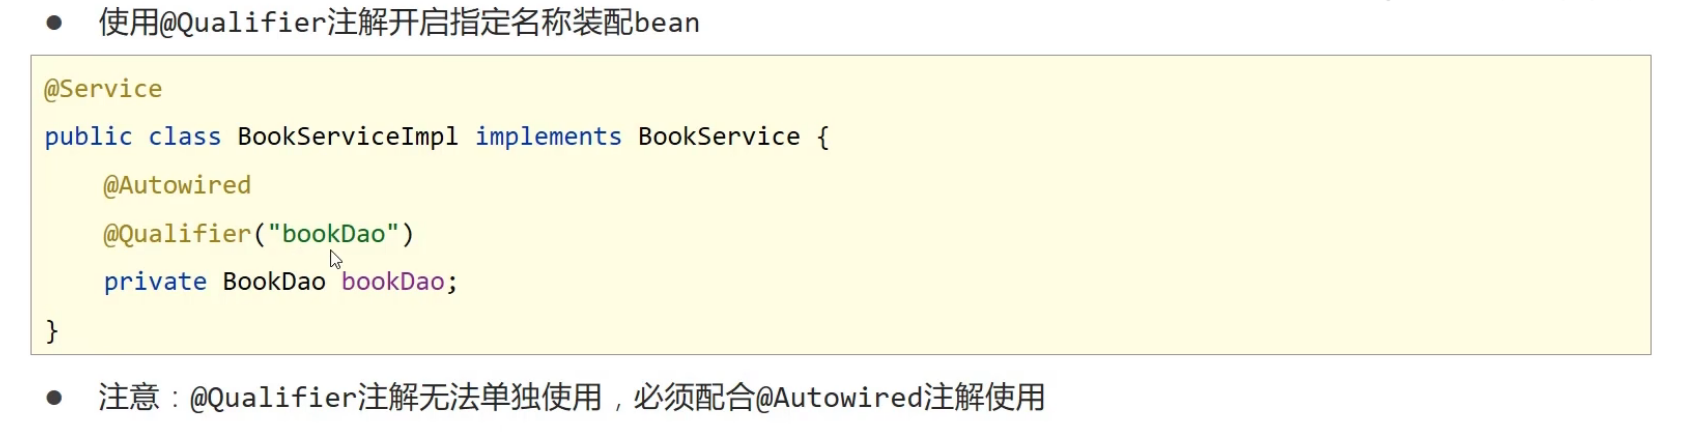 ● 使用@Qualifier注解开启指定名称装配bean
@Service
public class BookServiceImpl implements BookService {
    @Autowired
    @Qualifier("bookDao")
    private BookDao bookDao;
}
● 注意：@Qualifier注解无法单独使用，必须配合@Autowired注解使用